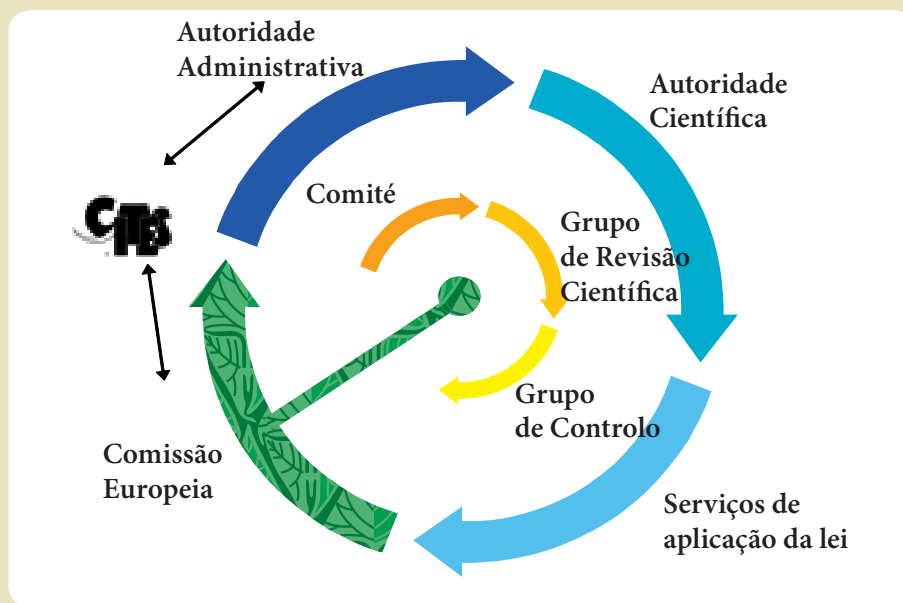 Autoridade
Administrativa
Autoridade
Científica
CITES
Comité
Grupo
de Revisão
Científica
Grupo
de Controlo
Comissão
Europeia
Serviços de
aplicação da lei